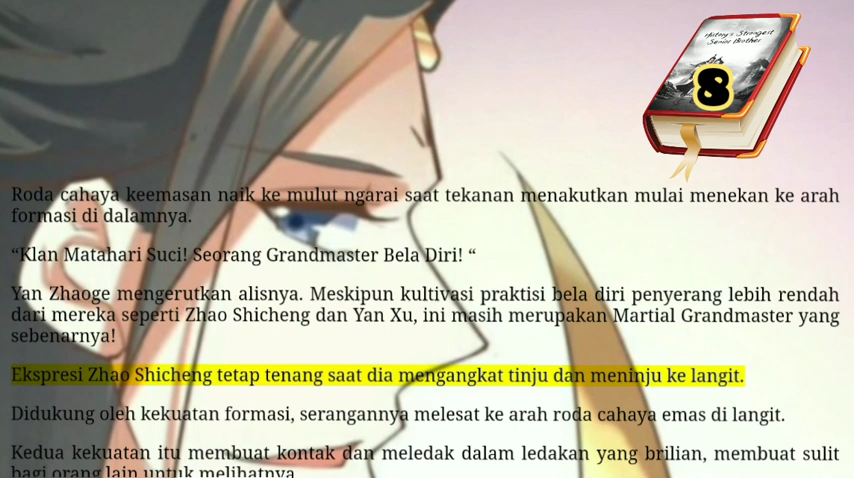 History's Strongest
Senior Brother
8
Roda cahaya keemasan naik ke mulut ngarai saat tekanan menakutkan mulai menekan ke arah
formasi di dalamnya.
“Klan Matahari Suci! Seorang Grandmaster Bela Diri! “
Yan Zhaoge mengerutkan alisnya. Meskipun kultivasi praktisi bela diri penyerang lebih rendah
dari mereka seperti Zhao Shicheng dan Yan Xu, ini masih merupakan Martial Grandmaster yang
sebenarnya!
Ekspresi Zhao Shicheng tetap tenang saat dia mengangkat tinju dan meninju ke langit.
Didukung oleh kekuatan formasi, serangannya melesat ke arah roda cahaya emas di langit.
Kedua kekuatan itu membuat kontak dan meledak dalam ledakan yang brilian, membuat sulit
bagi orang lain untuk melihatnya